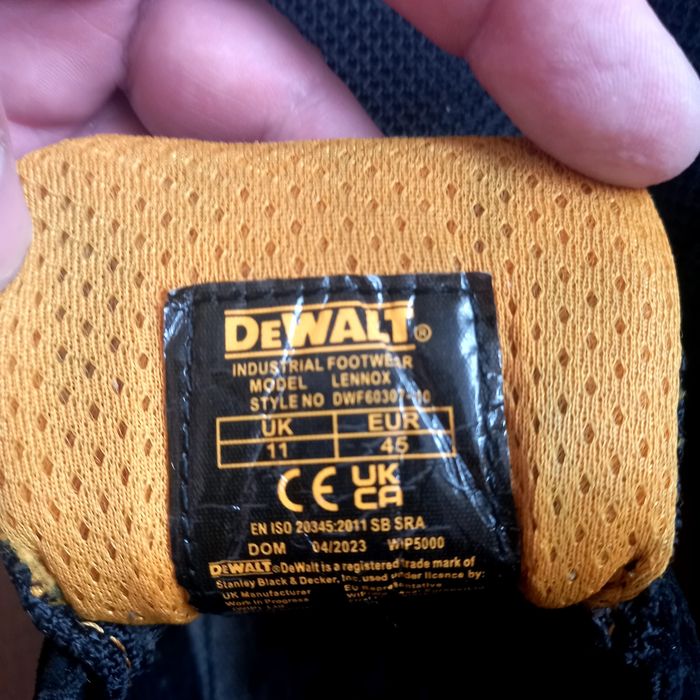 DEWALT®
INDUSTRIAL FOOTWEAR
MODEL LENNOX
STYLE NO
UK EUR
11 45
CE UK CA
EN ISO 20345:2011 SB SRA
DOM 04/2023 WIP5000
DEWALT® DeWalt is a registered trade mark of
Stanley Black & Decker, Inc, used under licence by:
UK Manufacturer EU Representative
Work in Progress